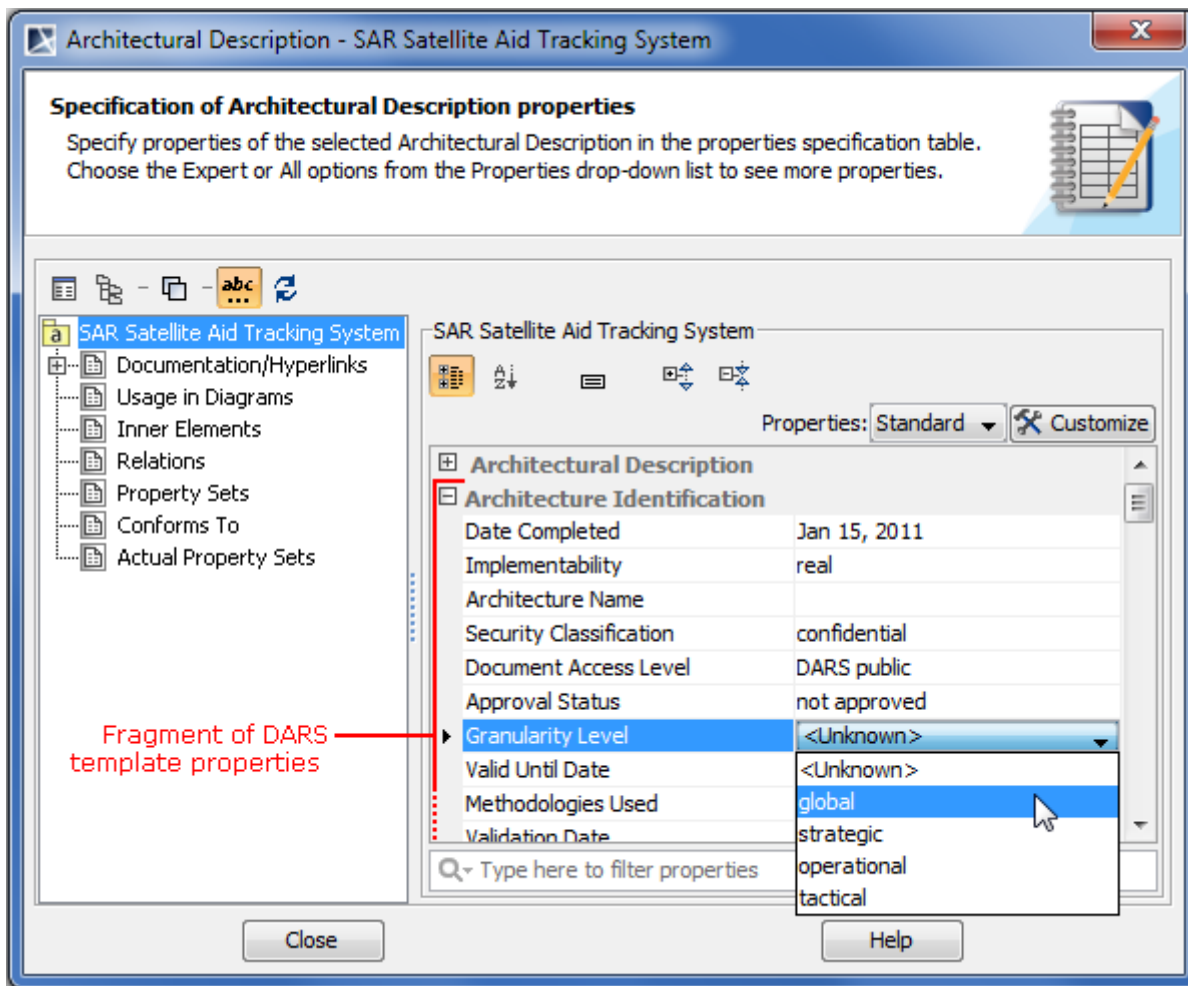 Architectural Description - SAR Satellite Aid Tracking System
Specification of Architectural Description properties
Specify properties of the selected Architectural Description in the properties specification table.
Choose the Expert or All options from the Properties drop-down list to see more properties.
abc
SAR Satellite Aid Tracking System
Documentation/Hyperlinks
Usage in Diagrams
Inner Elements
Relations
Property Sets
Conforms To
Actual Property Sets
SAR Satellite Aid Tracking System
Properties: Standard Customize
Architectural Description
Architecture Identification
Date Completed Jan 15, 2011
Implementability real
Architecture Name
Security Classification confidential
Document Access Level DARS public
Approval Status not approved
Granularity Level <Unknown>
Valid Until Date <Unknown>
Methodologies Used global
Validation Date strategic
operational
tactical
Type here to filter properties
Fragment of DARS
template properties
Close Help